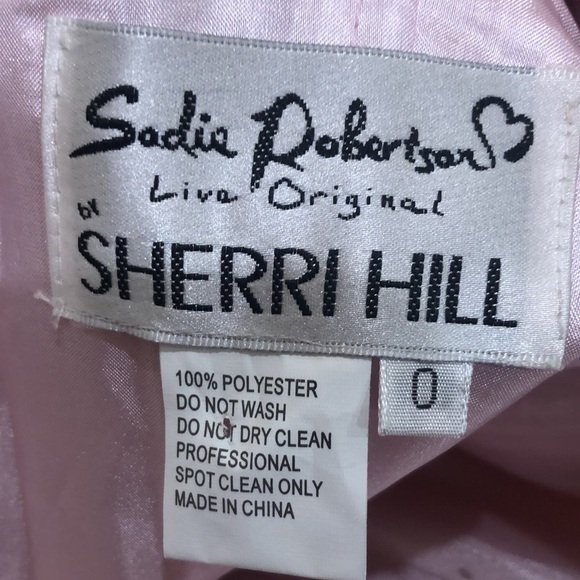 Sadie Robertson
Live Original
by
SHERRI HILL
100% POLYESTER
DO NOT WASH
DO NOT DRY CLEAN
PROFESSIONAL
SPOT CLEAN ONLY
MADE IN CHINA
0